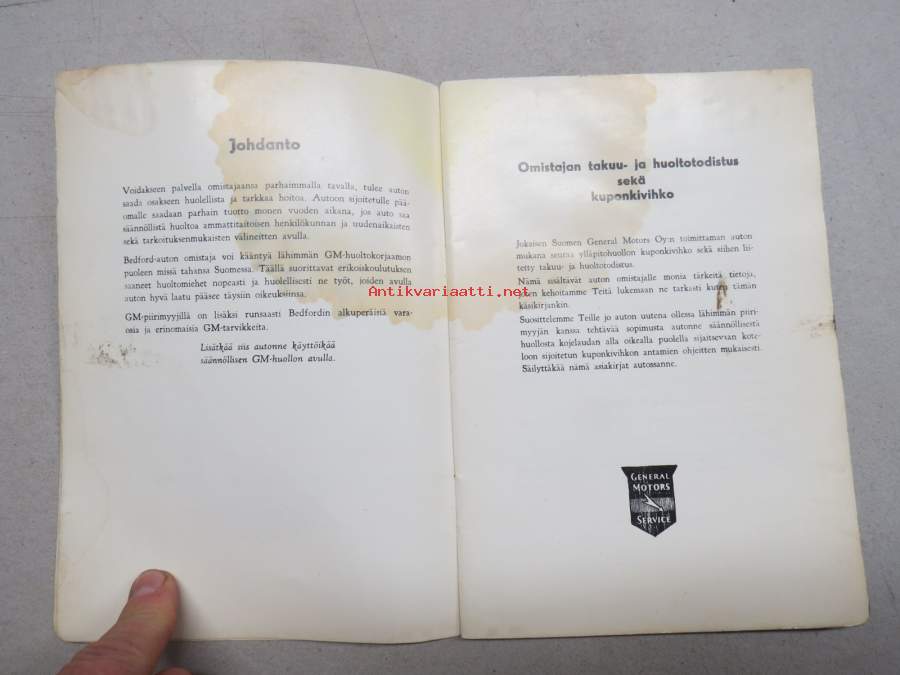 Johdanto
Voidakseen palvella omistajaansa parhaimmalla tavalla, tulee auton
saada osakseen huolellista ja tarkkaa hoitoa. Autoon sijoitetulle pää-
omalle saadaan parhain tuotto monen vuoden aikana, jos auto saa
säännöllistä huoltoa ammattitaitoisen henkilökunnan ja uudenaikaisten
sekä tarkoituksenmukaisten välineitten avulla.
Bedford-auton omistaja voi kääntyä lähimmän GM-huoltokorjaamon
puoleen missä tahansa Suomessa. Täällä suorittavat erikoiskoulutuksen
saaneet huoltomiehet nopeasti ja huolellisesti ne työt, joiden avulla
auton hyvä laatu pääsee täysiin oikeuksiinsa.
GM-piirimyyjillä on lisäksi runsaasti Bedfordin alkuperäisiä vara-
osia ja erinomaisia GM-tarvikkeita.
Lisätkää siis autonne käyttöikää
säännöllisen GM-huollon avulla.
Omistajan takuu- ja huoltotodistus
sekä
kuponkivihko
Jokaisen Suomen General Motors Oy:n toimittaman auton
mukana seuraa ylläpitohuollon kuponkivihko sekä siihen lii-
tetty takuu- ja huoltotodistus.
Nämä sisältävät auton omistajalle monia tärkeitä tietoja,
joten kehoitamme Teitä lukemaan ne tarkasti kuten tämän
käsikirjankin.
Suosittelemme Teille jo auton uutena ollessa lähimmän piiri-
myyjän kanssa tehtävää sopimusta autonne säännöllisestä
huollosta kojelaudan alla oikealla puolella sijaitsevan kote-
loon sijoitetun kuponkivihkon antamien ohjeitten mukaisesti.
Säilyttäkää nämä asiakirjat autossanne.
GENERAL
MOTORS
SERVICE
Antikvariaatti.net